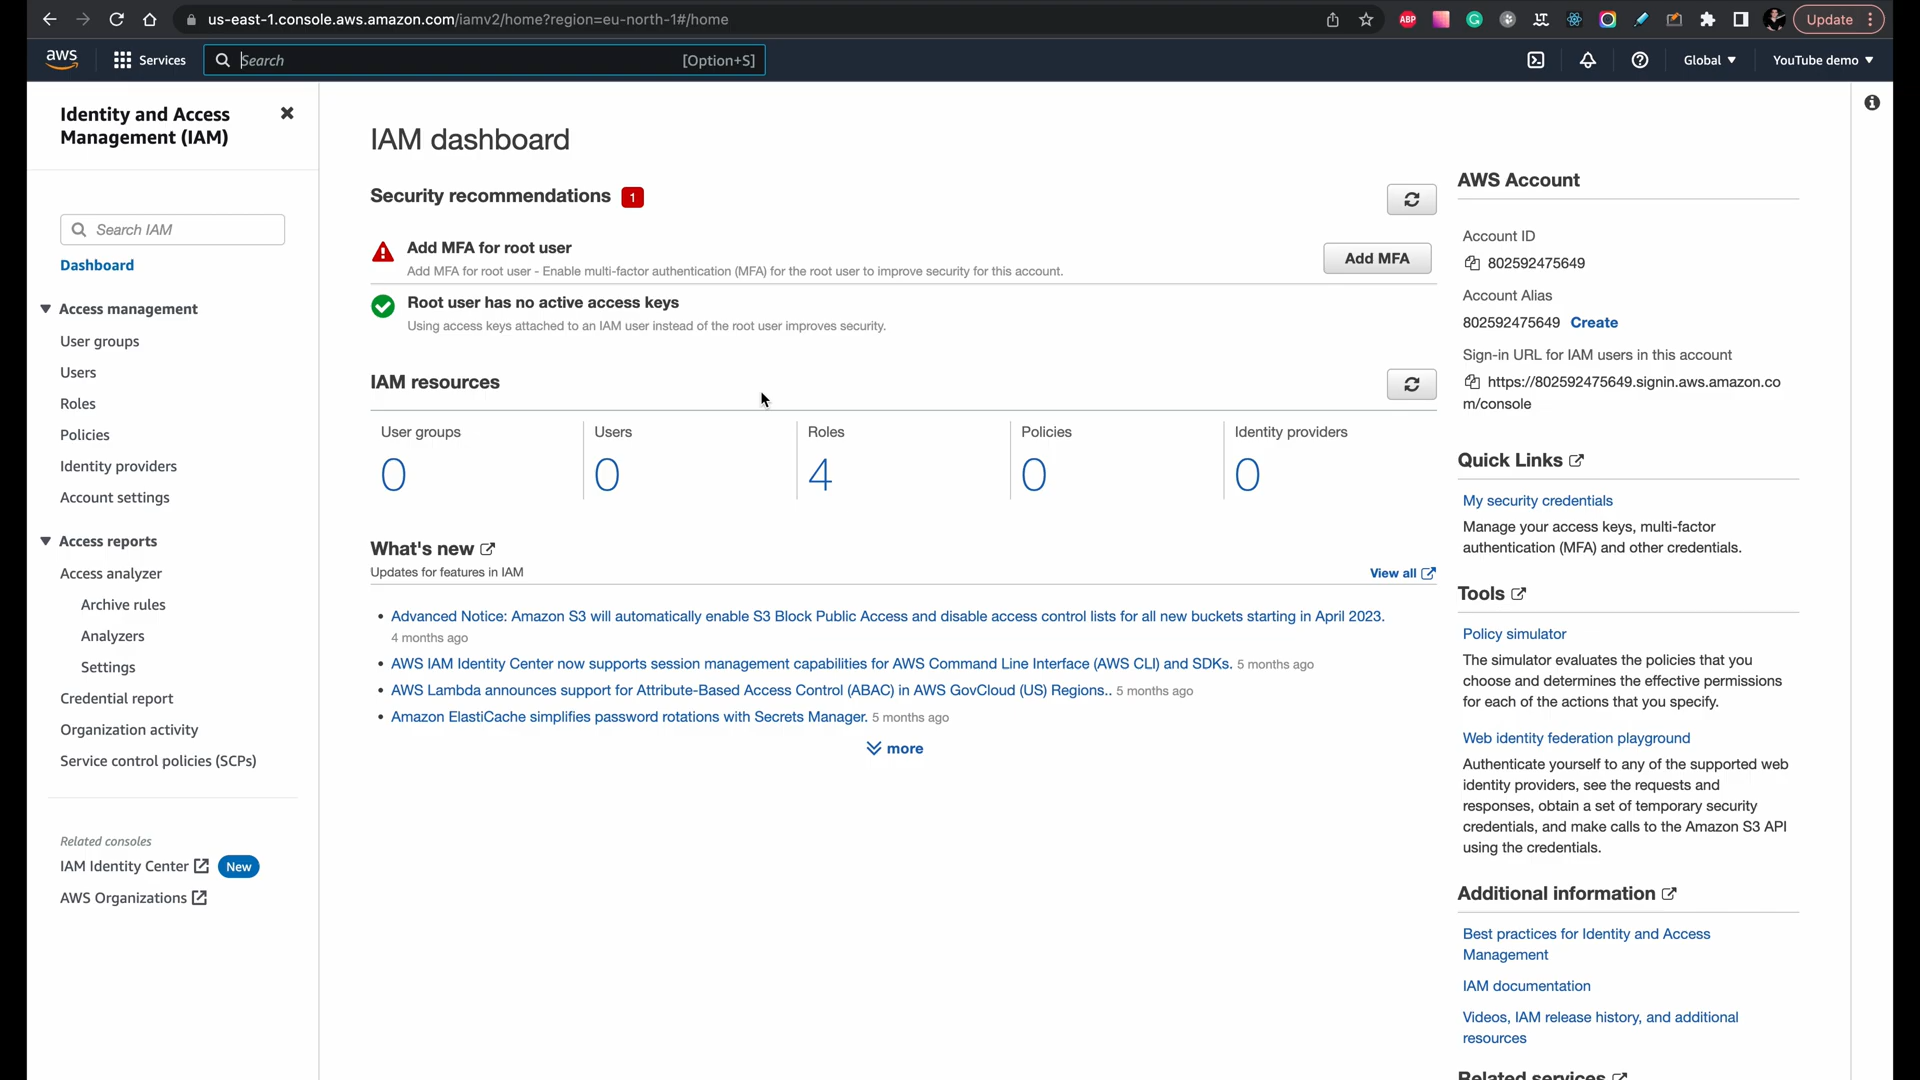 us-east-1.console.aws.amazon.com/iamv2/home?region=eu-north-1#/home
ABP
Update
aws
Services
Search
[Option+S]
Global
YouTube demo
Identity and Access
Management (IAM)
Search IAM
Dashboard
Access management
User groups
Users
Roles
Policies
Identity providers
Account settings
Access reports
Access analyzer
Archive rules
Analyzers
Settings
Credential report
Organization activity
Service control policies (SCPs)
Related consoles
IAM Identity Center
New
AWS Organizations
IAM dashboard
Security recommendations 1
Add MFA for root user
Add MFA for root user - Enable multi-factor authentication (MFA) for the root user to improve security for this account.
Add MFA
Root user has no active access keys
Using access keys attached to an IAM user instead of the root user improves security.
IAM resources
User groups
0
Users
0
Roles
4
Policies
0
Identity providers
0
What's new
Updates for features in IAM
View all
• Advanced Notice: Amazon S3 will automatically enable S3 Block Public Access and disable access control lists for all new buckets starting in April 2023.
4 months ago
• AWS IAM Identity Center now supports session management capabilities for AWS Command Line Interface (AWS CLI) and SDKs. 5 months ago
• AWS Lambda announces support for Attribute-Based Access Control (ABAC) in AWS GovCloud (US) Regions.. 5 months ago
• Amazon ElastiCache simplifies password rotations with Secrets Manager. 5 months ago
more
AWS Account
Account ID
802592475649
Account Alias
802592475649 Create
Sign-in URL for IAM users in this account
https://802592475649.signin.aws.amazon.co
m/console
Quick Links
My security credentials
Manage your access keys, multi-factor
authentication (MFA) and other credentials.
Tools
Policy simulator
The simulator evaluates the policies that you
choose and determines the effective permissions
for each of the actions that you specify.
Web identity federation playground
Authenticate yourself to any of the supported web
identity providers, see the requests and
responses, obtain a set of temporary security
credentials, and make calls to the Amazon S3 API
using the credentials.
Additional information
Best practices for Identity and Access
Management
IAM documentation
Videos, IAM release history, and additional
resources
Related services